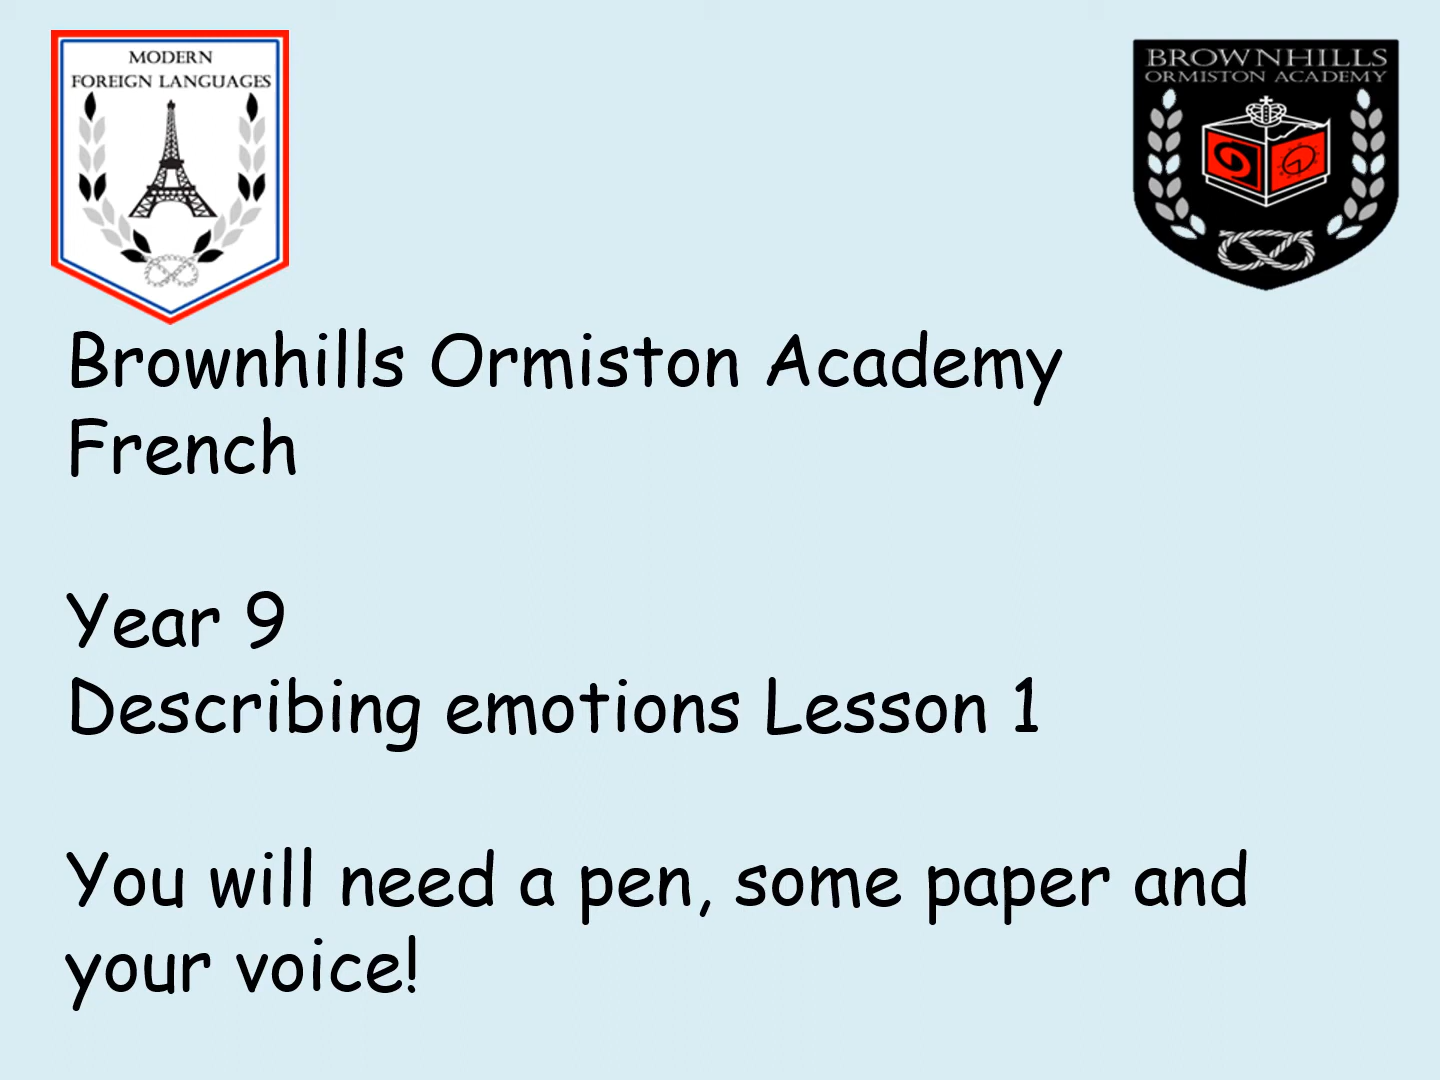 MODERN
FOREIGN LANGUAGES
BROWNHILLS
ORMISTON ACADEMY
Brownhills Ormiston Academy
French
Year 9
Describing emotions Lesson 1
You will need a pen, some paper and
your voice!